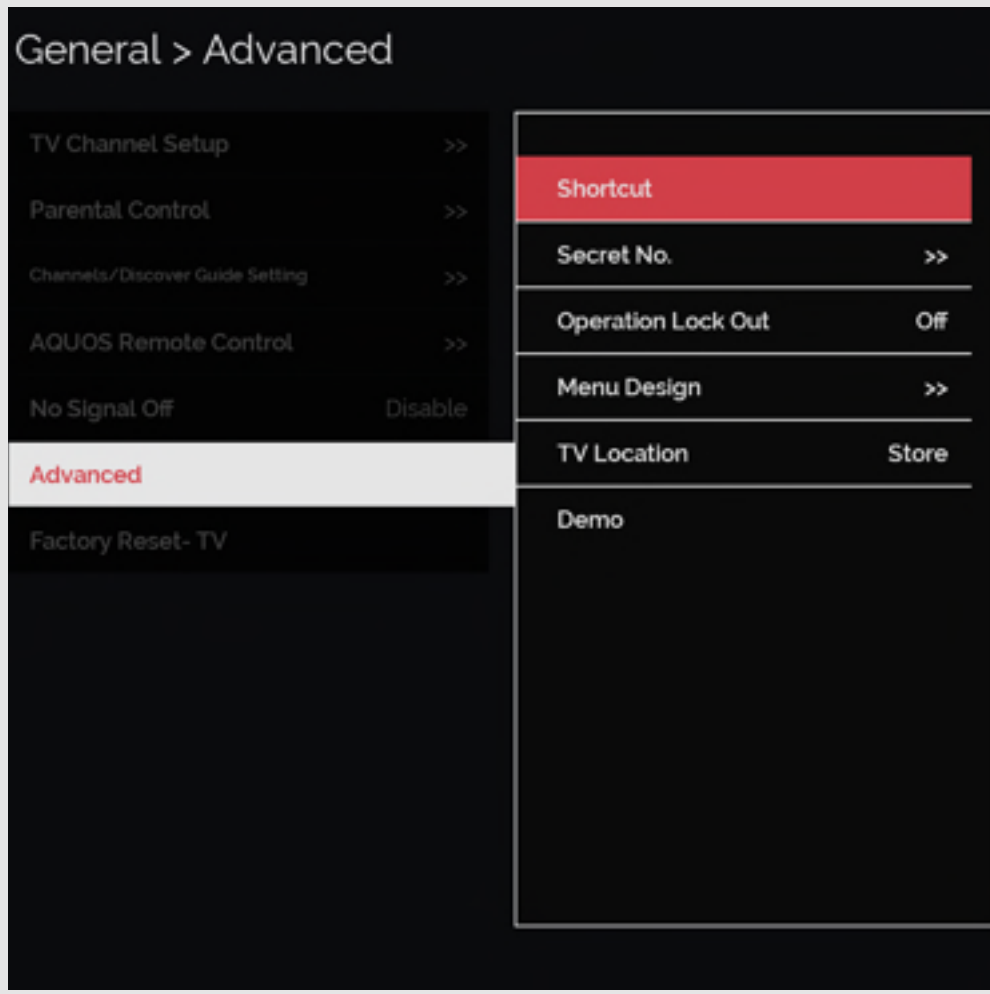 General > Advanced
TV Channel Setup >>
Parental Control >>
Channels/Discover Guide Setting >>
AQUOS Remote Control >>
No Signal Off Disable
Advanced
Factory Reset- TV
Shortcut
Secret No. >>
Operation Lock Out Off
Menu Design >>
TV Location Store
Demo